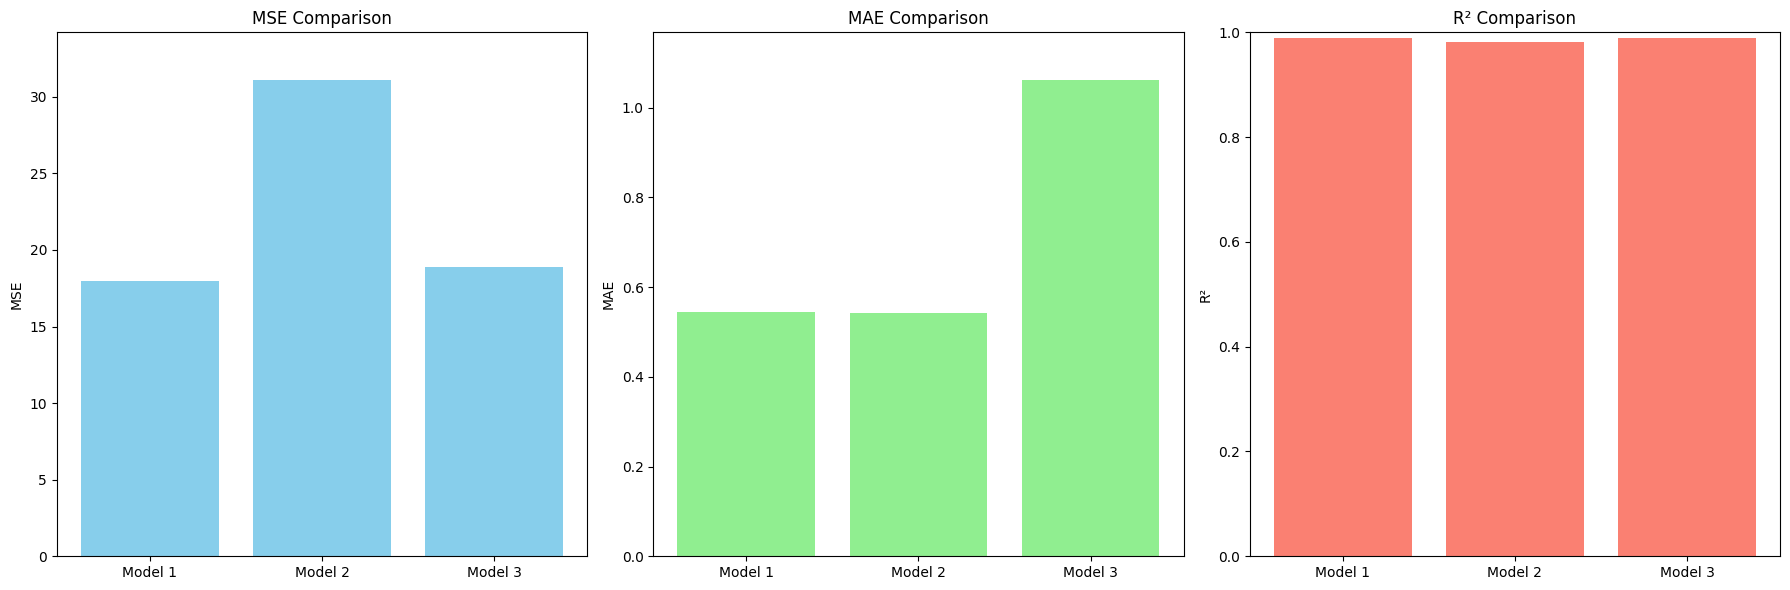 MSE Comparison
MSE
30
25
20
15
10
5
0
Model 1 Model 2 Model 3
MAE Comparison
MAE
1.0
0.8
0.6
0.4
0.2
0.0
Model 1 Model 2 Model 3
R² Comparison
R²
1.0
0.8
0.6
0.4
0.2
0.0
Model 1 Model 2 Model 3